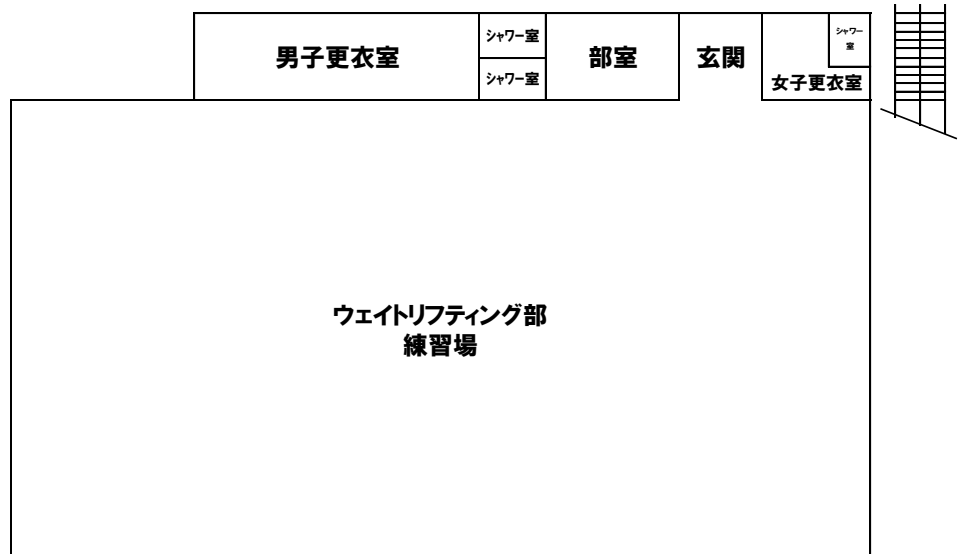 男子更衣室
シャワー室
シャワー室
部室
玄関
シャワー
室
女子更衣室
ウェイトリフティング部
練習場